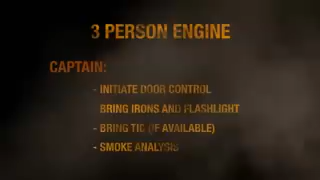 3 PERSON ENGINE
CAPTAIN:
- INITIATE DOOR CONTROL
BRING IRONS AND FLASHLIGHT
- BRING TIC (IF AVAILABLE)
- SMOKE ANALYSIS